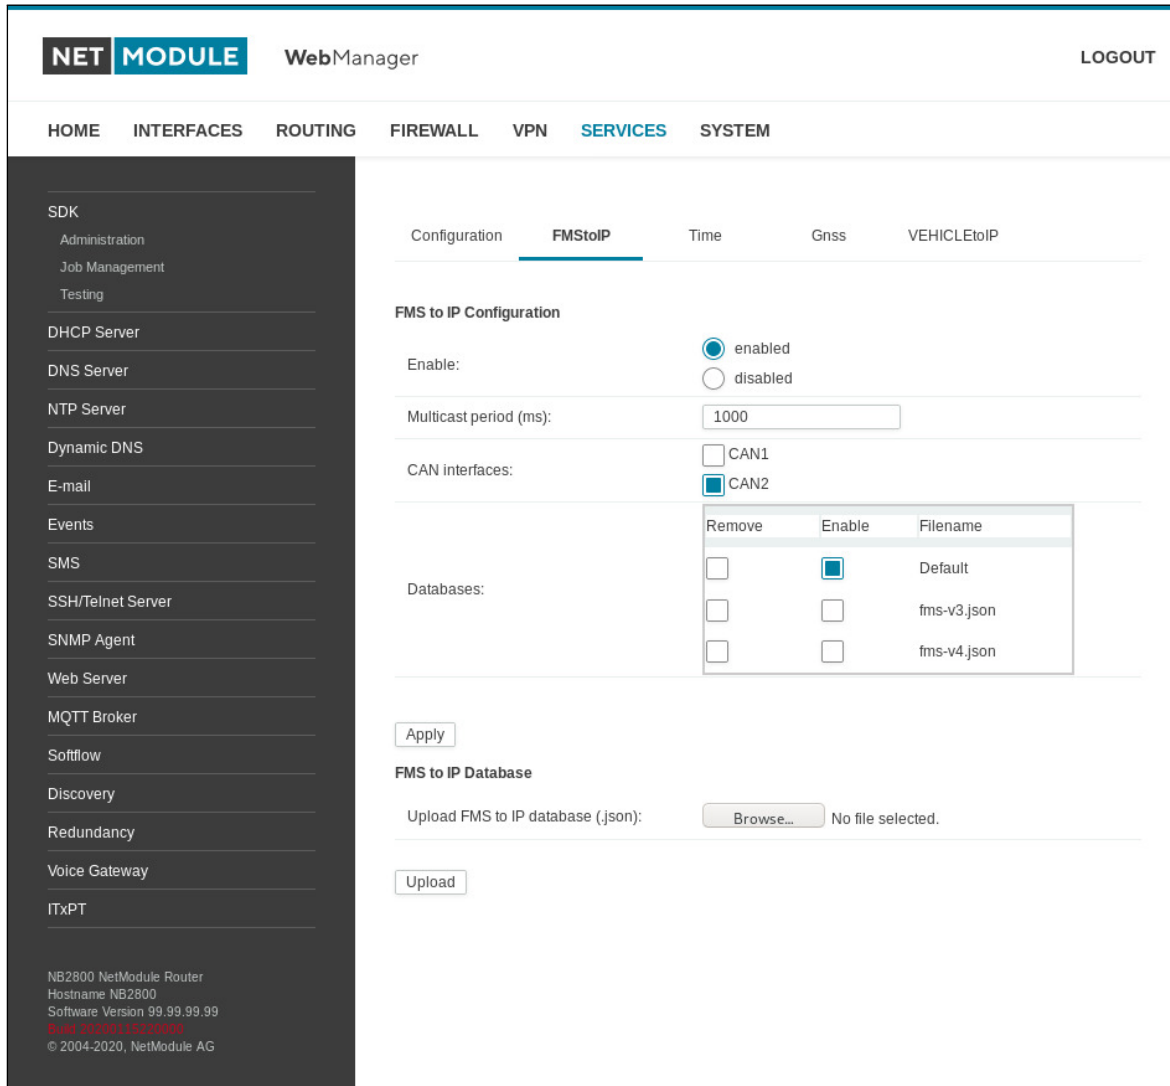 NET MODULE WebManager LOGOUT
HOME INTERFACES ROUTING FIREWALL VPN SERVICES SYSTEM
SDK
Administration
Job Management
Testing
DHCP Server
DNS Server
NTP Server
Dynamic DNS
E-mail
Events
SMS
SSH/Telnet Server
SNMP Agent
Web Server
MQTT Broker
Softflow
Discovery
Redundancy
Voice Gateway
ITxPT
NB2800 NetModule Router
Hostname NB2800
Software Version 99.99.99.99
Build
© 2004-2020, NetModule AG
Configuration FMStoIP Time Gnss VEHICLEtoIP
FMS to IP Configuration
Enable:
enabled
disabled
Multicast period (ms): 1000
CAN interfaces:
CAN1
CAN2
Databases:
Remove Enable Filename
Default
fms-v3.json
fms-v4.json
Apply
FMS to IP Database
Upload FMS to IP database (.json): Browse... No file selected.
Upload